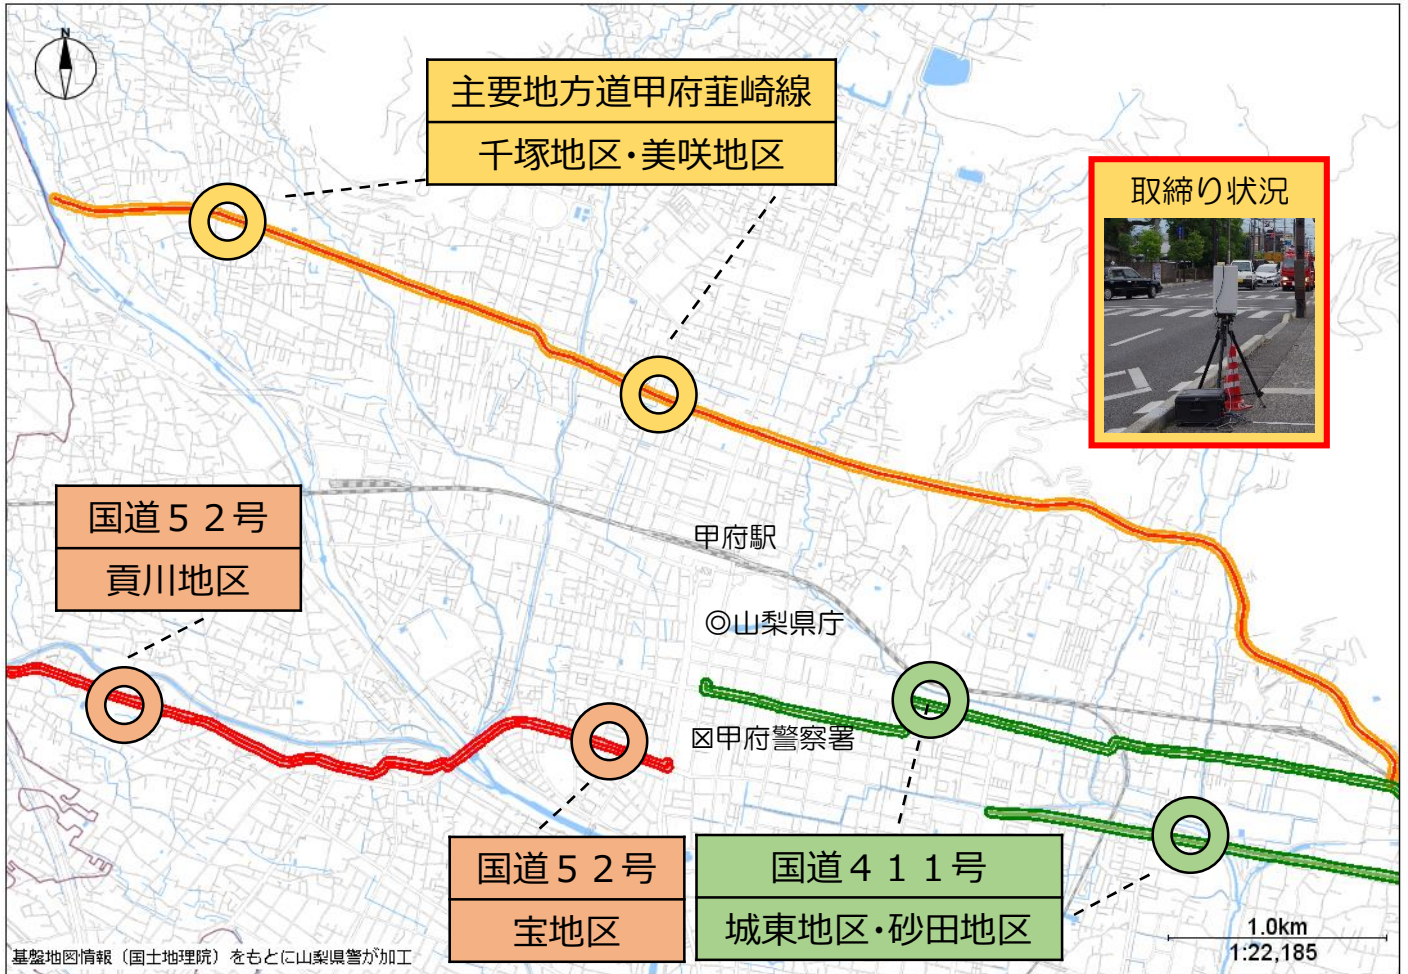 N
主要地方道甲府韮崎線
千塚地区・美咲地区
取締り状況
国道52号
貢川地区
甲府駅
◎山梨県庁
甲府警察署
国道52号
宝地区
国道411号
城東地区・砂田地区
1.0km
1:22,185
基盤地図情報（国土地理院）をもとに山梨県警が加工